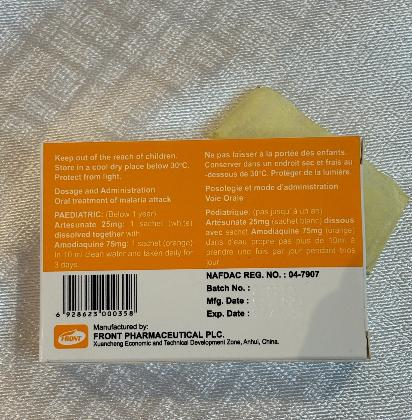 Keep out of the reach of children.
Store in a cool dry place below 30°C.
Protect from light.
Dosage and Administration
Oral treatment of malaria attack
PAEDIATRIC: (Below 1 year)
Artesunate 25mg: 1 sachet (white)
dissolved together with
Amodiaquine 75mg: 1 sachet (orange)
in 10 ml clean water and taken daily for
3 days.
Ne pas laisser à la portée des enfants.
Conserver dans un endroit sec et frais au
-dessous de 30°C. Protéger de la lumière.
Posologie et mode d'administration
Voie Orale
Pédiatrique: (pas jusqu'à un an)
Artésunate 25mg (sachet blanc) dissous
avec sachet Amodiaquine 75mg (orange)
dans d'eau propre pas plus de 10ml à
prendre une fois par jour pendant trios
jour.
NAFDAC REG. NO. : 04-7907
Batch No. :
Mfg. Date :
Exp. Date :
6 928623 000358
FRONT
Manufactured by:
FRONT PHARMACEUTICAL PLC.
Xuancheng Economic and Technical Development Zone, Anhui, China.